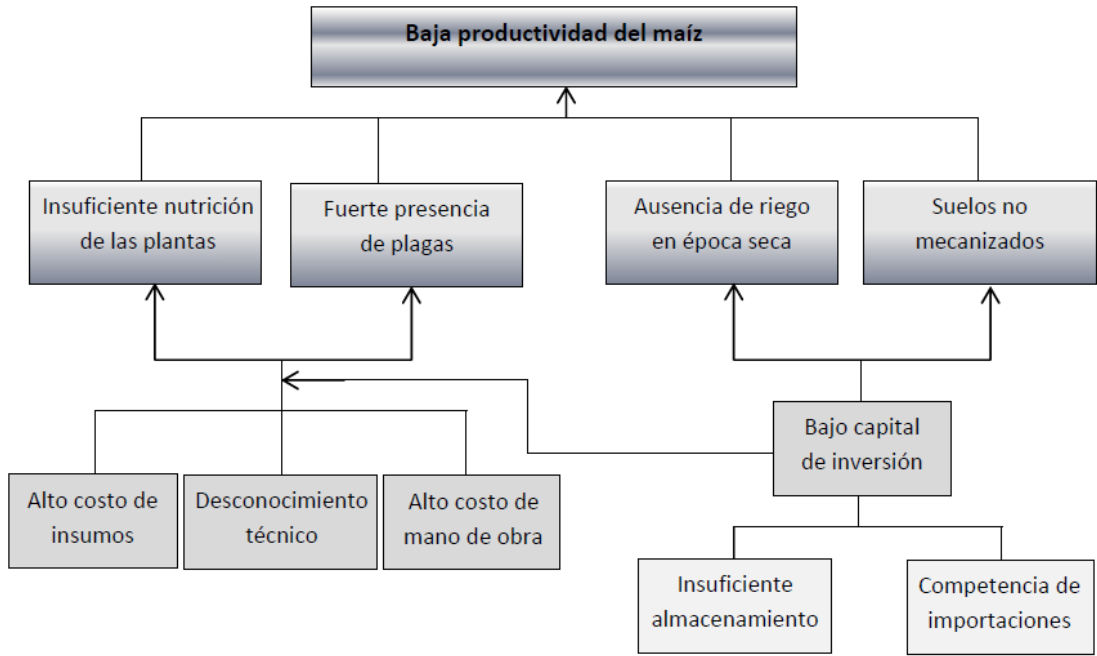 Baja productividad del maíz
Insuficiente nutrición
de las plantas
Fuerte presencia
de plagas
Ausencia de riego
en época seca
Suelos no
mecanizados
Bajo capital
de inversión
Alto costo de
insumos
Desconocimiento
técnico
Alto costo de
mano de obra
Insuficiente
almacenamiento
Competencia de
importaciones